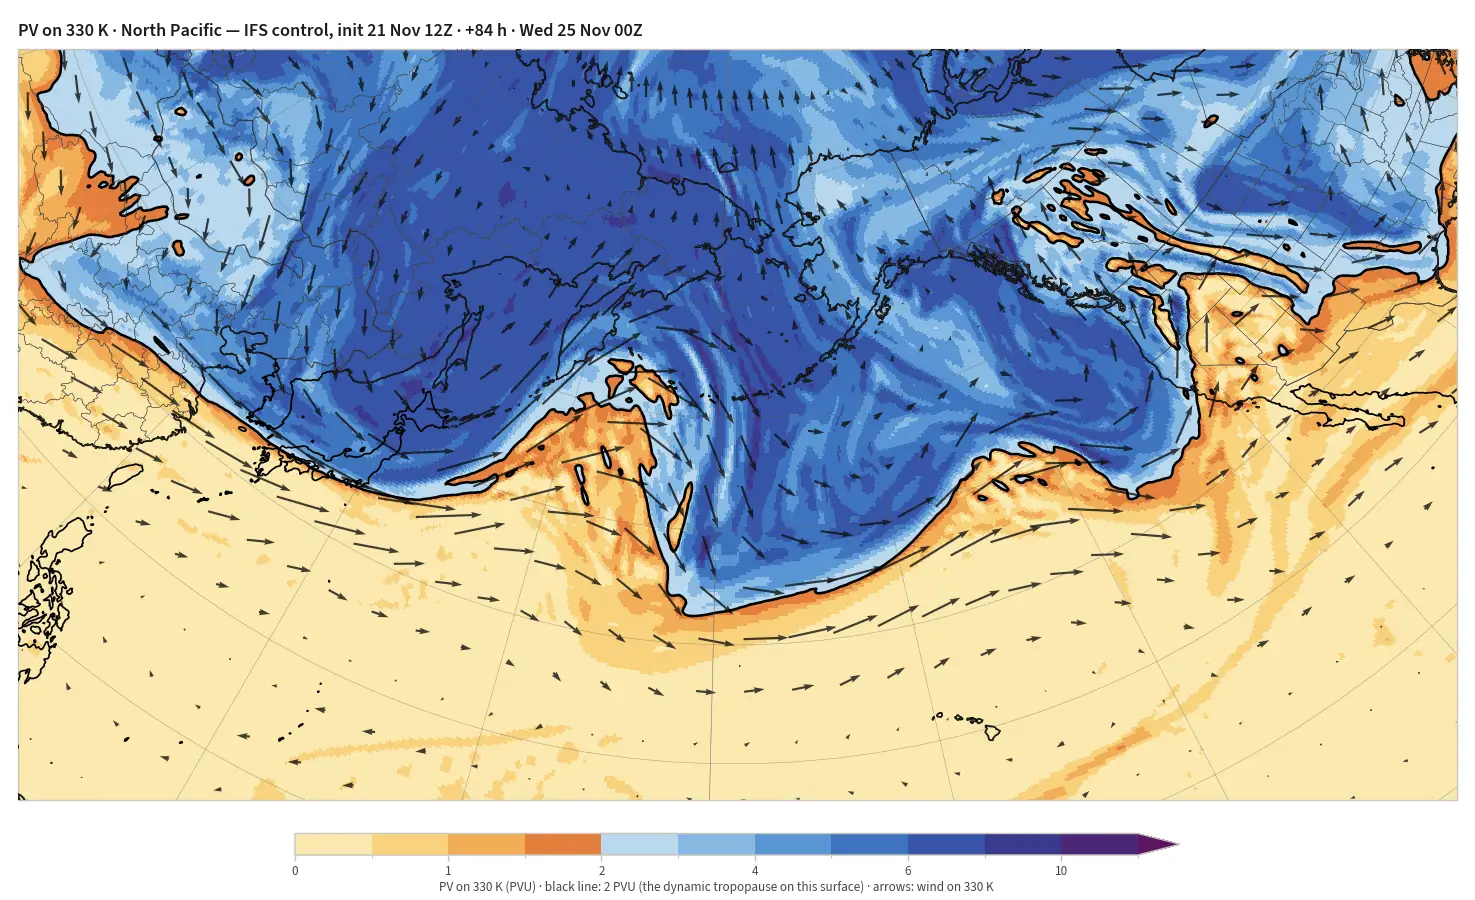 PV on 330 K · North Pacific — IFS control, init 21 Nov 12Z · +84 h · Wed 25 Nov 00Z
0 1 2 4 6 10
PV on 330 K (PVU) · black line: 2 PVU (the dynamic tropopause on this surface) · arrows: wind on 330 K